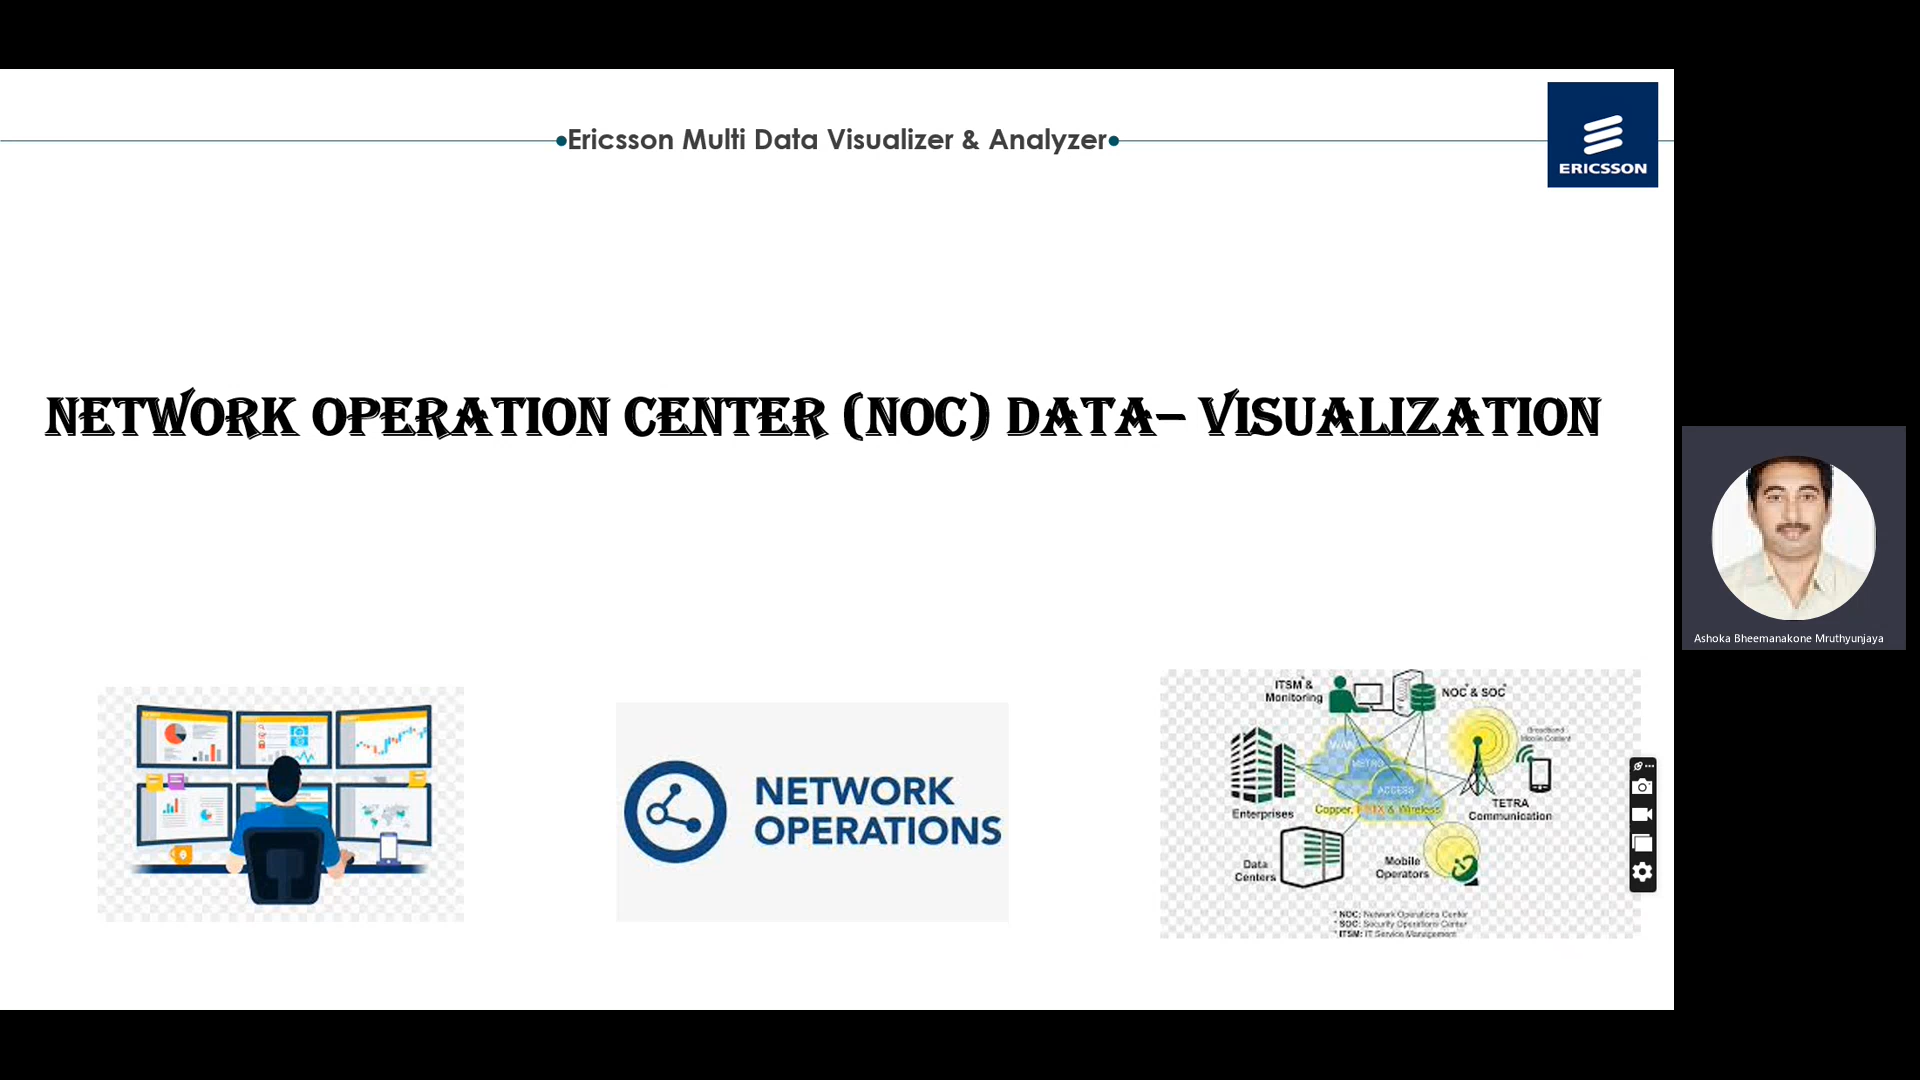 Ericsson Multi Data Visualizer & Analyzer
ERICSSON
NETWORK OPERATION CENTER (NOC) DATA– VISUALIZATION
Ashoka Bheemanakone Mruthyunjaya
NETWORK
OPERATIONS
ITSM* &
Monitoring
NOC* & SOC*
Broadband
Mobile Content
WAN
METRO
ACCESS
Copper, FTTX & Wireless
Enterprises
TETRA
Communication
Data
Centers
Mobile
Operators
* NOC: Network Operations Center
* SOC: Security Operations Center
* ITSM: IT Service Management